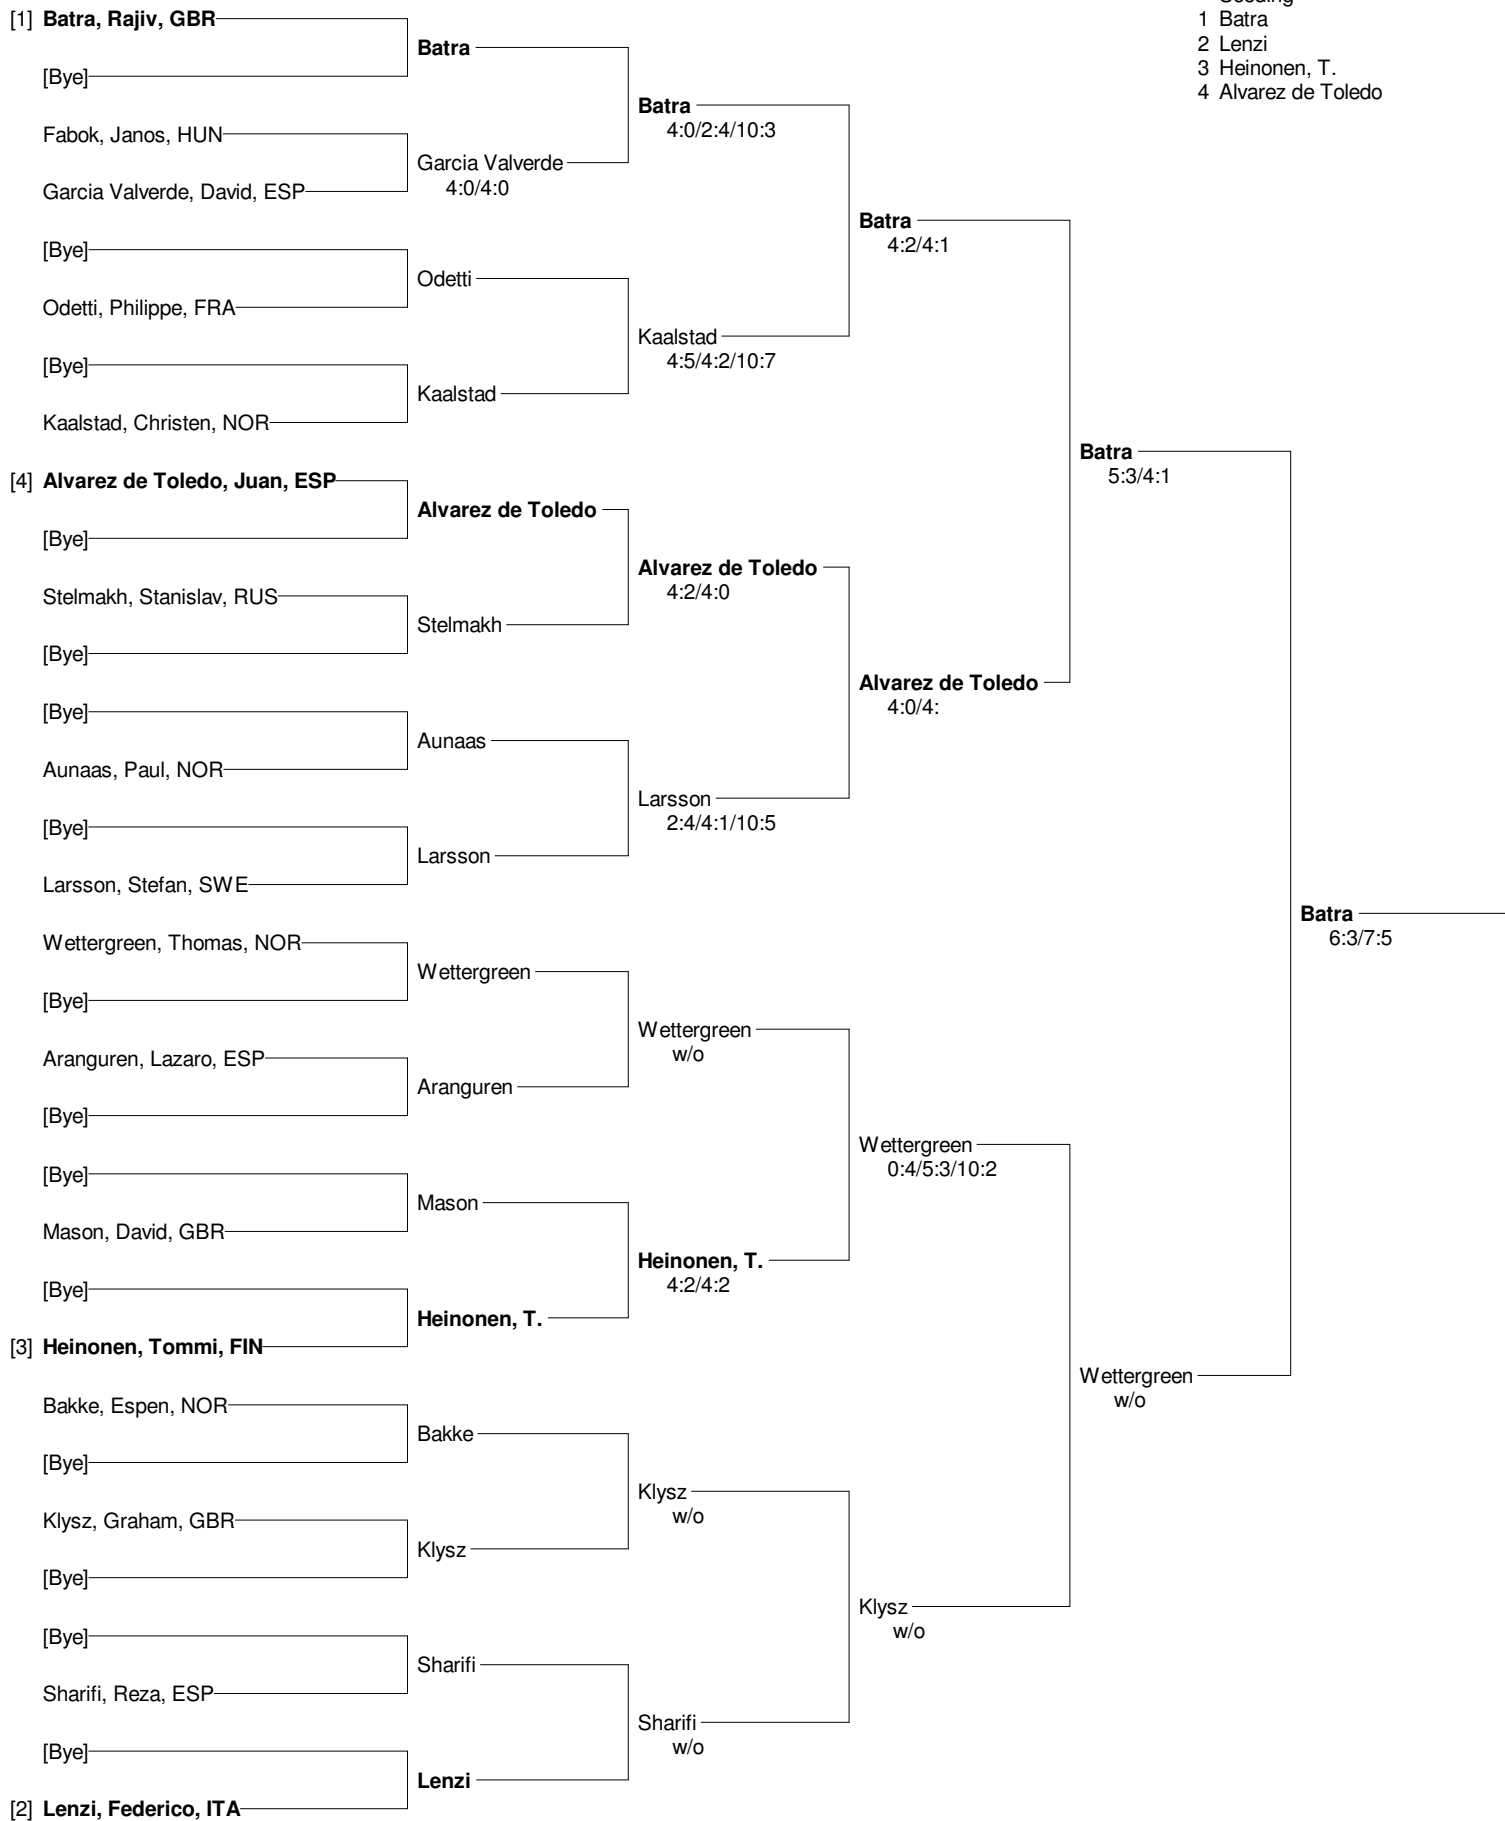 Seeding
1 Batra
2 Lenzi
3 Heinonen, T.
4 Alvarez de Toledo
[1] Batra, Rajiv, GBR
[Bye]
Fabok, Janos, HUN
Garcia Valverde, David, ESP
[Bye]
Odetti, Philippe, FRA
[Bye]
Kaalstad, Christen, NOR
[4] Alvarez de Toledo, Juan, ESP
[Bye]
Stelmakh, Stanislav, RUS
[Bye]
[Bye]
Aunaas, Paul, NOR
[Bye]
Larsson, Stefan, SWE
Wettergreen, Thomas, NOR
[Bye]
Aranguren, Lazaro, ESP
[Bye]
[Bye]
Mason, David, GBR
[Bye]
[3] Heinonen, Tommi, FIN
Bakke, Espen, NOR
[Bye]
Klysz, Graham, GBR
[Bye]
[Bye]
Sharifi, Reza, ESP
[Bye]
[2] Lenzi, Federico, ITA
Batra
Garcia Valverde
4:0/4:0
Odetti
Kaalstad
Alvarez de Toledo
Stelmakh
Aunaas
Larsson
Wettergreen
Aranguren
Mason
Heinonen, T.
Bakke
Klysz
Sharifi
Lenzi
Batra
4:0/2:4/10:3
Kaalstad
4:5/4:2/10:7
Alvarez de Toledo
4:2/4:0
Larsson
2:4/4:1/10:5
Wettergreen
w/o
Heinonen, T.
4:2/4:2
Klysz
w/o
Sharifi
w/o
Batra
4:2/4:1
Alvarez de Toledo
4:0/4:
Wettergreen
0:4/5:3/10:2
Klysz
w/o
Batra
5:3/4:1
Wettergreen
w/o
Batra
6:3/7:5